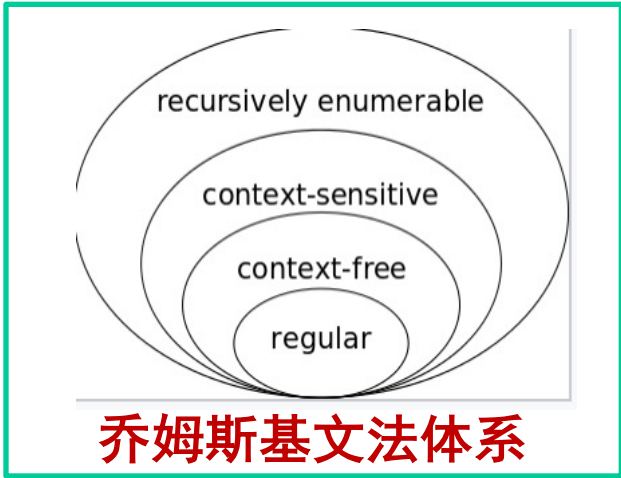 recursively enumerable
context-sensitive
context-free
regular
乔姆斯基文法体系